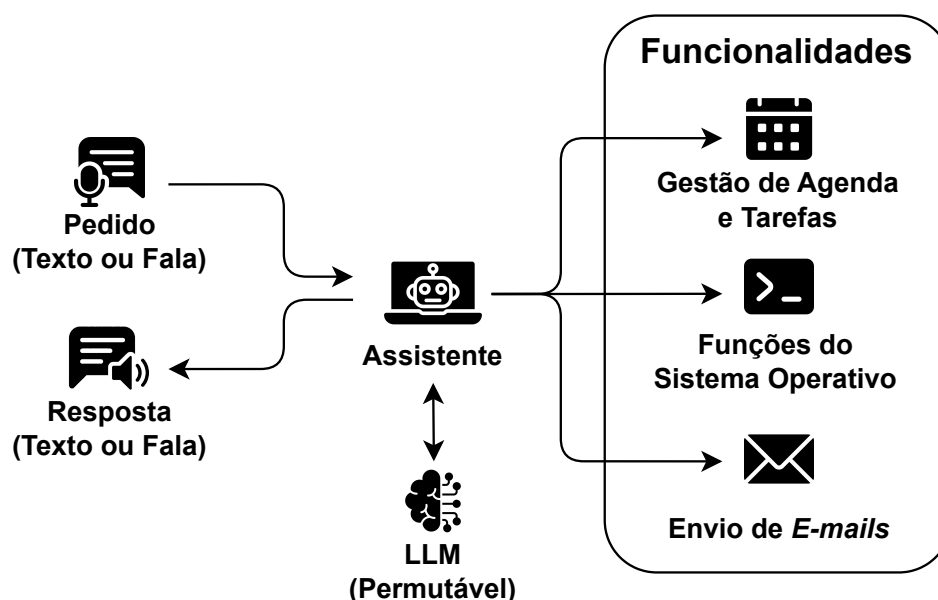 Funcionalidades
Pedido
(Texto ou Fala)
Resposta
(Texto ou Fala)
Assistente
LLM
(Permutável)
Gestão de Agenda
e Tarefas
Funções do
Sistema Operativo
Envio de E-mails